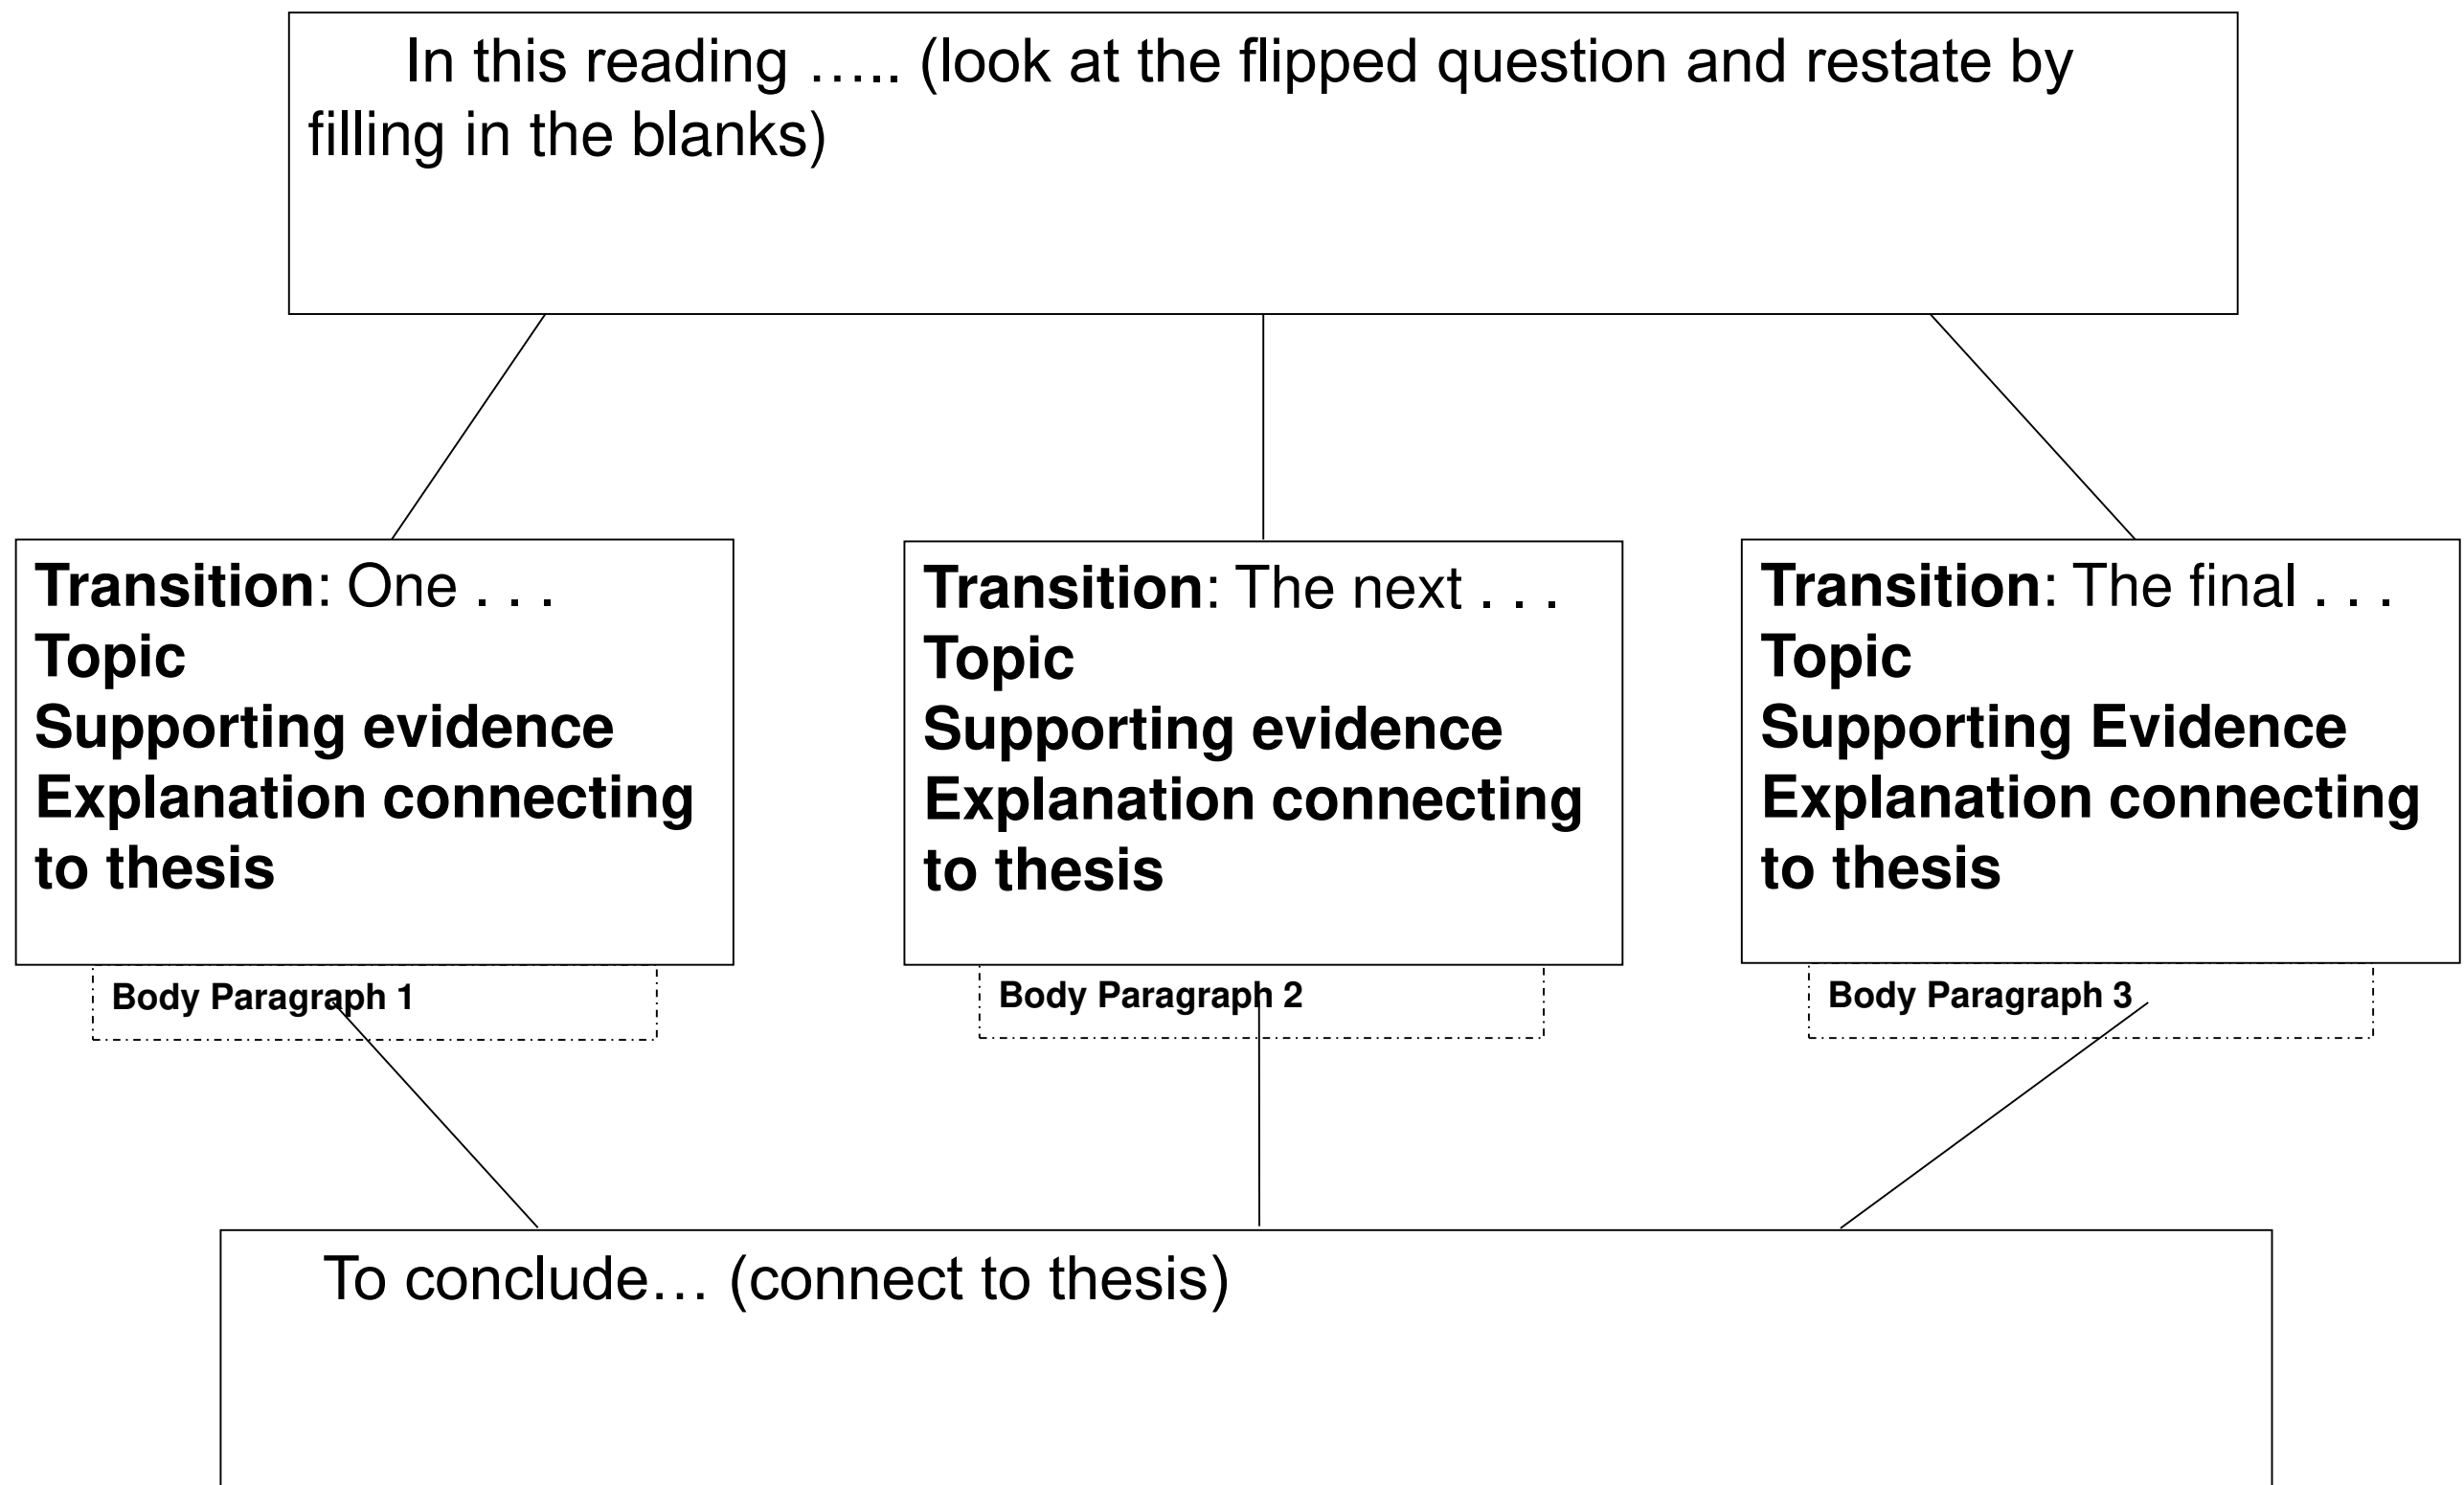 In this reading ….. (look at the flipped question and restate by
filling in the blanks)
Transition: One . . .
Topic
Supporting evidence
Explanation connecting
to thesis
Body Paragraph 1
Transition: The next . . .
Topic
Supporting evidence
Explanation connecting
to thesis
Body Paragraph 2
Transition: The final . . .
Topic
Supporting Evidence
Explanation connecting
to thesis
Body Paragraph 3
To conclude… (connect to thesis)